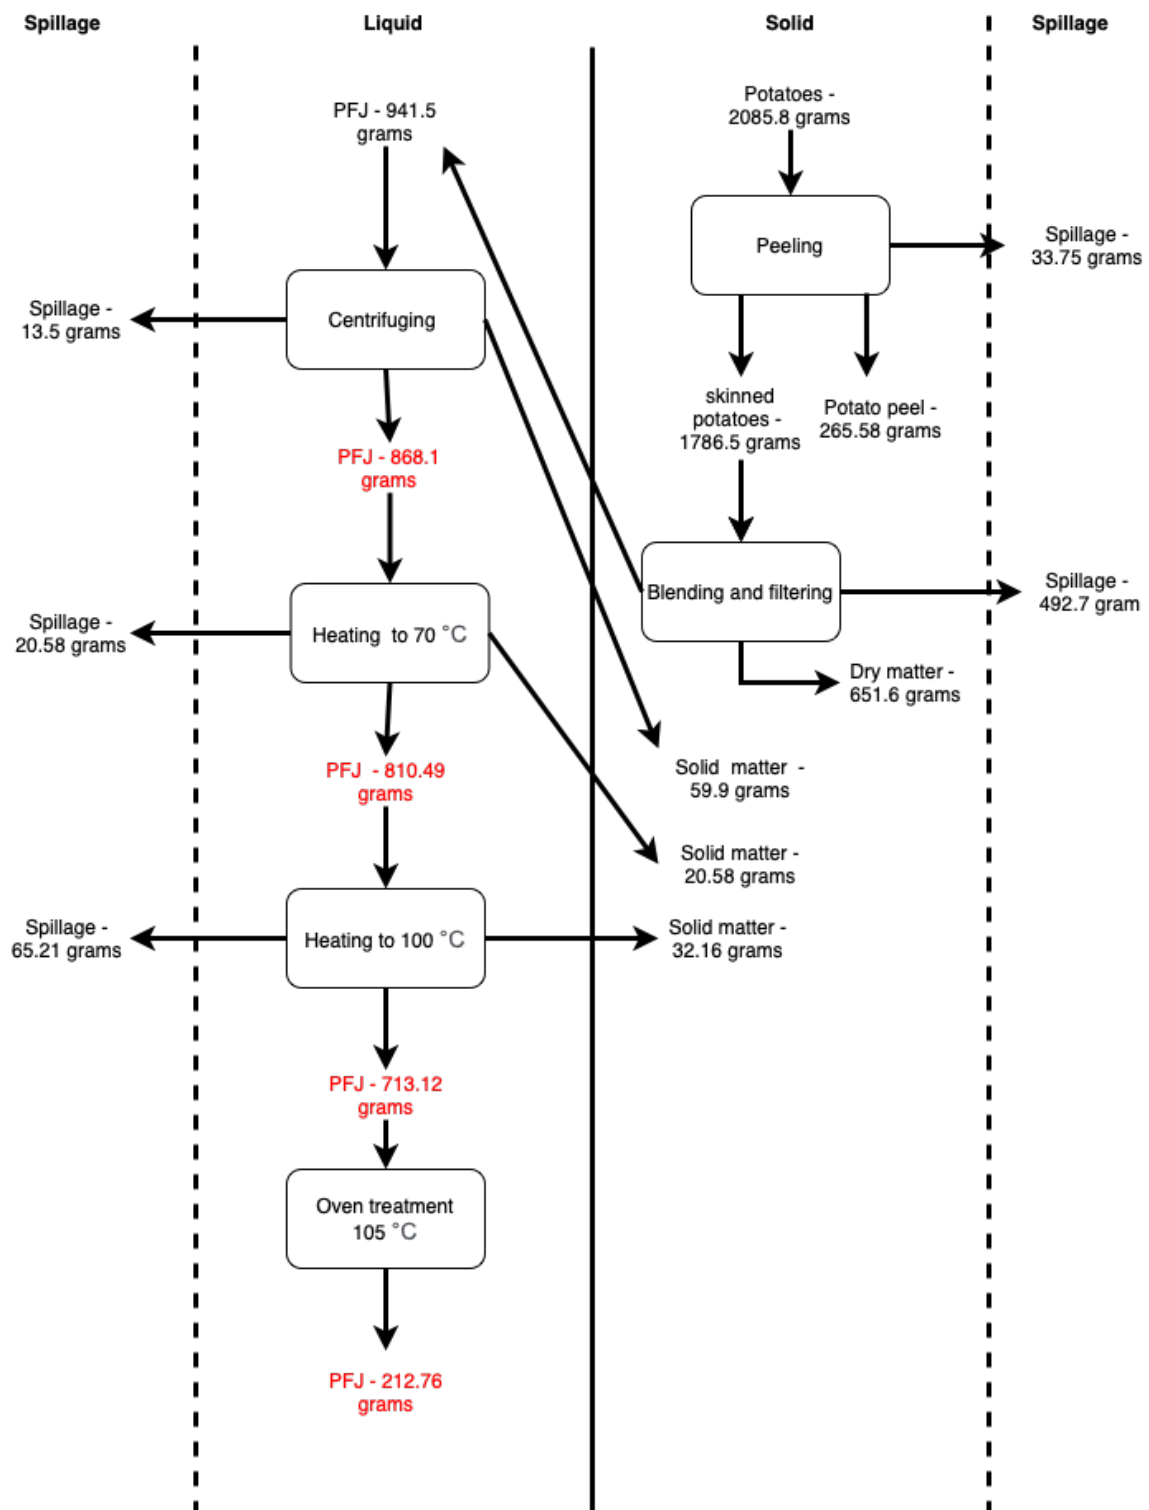 Spillage
Liquid
Solid
Spillage
PFJ - 941.5
grams
Potatoes -
2085.8 grams
Peeling
Spillage -
33.75 grams
Spillage -
13.5 grams
Centrifuging
skinned
potatoes -
1786.5 grams
Potato peel -
265.58 grams
PFJ - 868.1
grams
Blending and filtering
Spillage -
492.7 gram
Spillage -
20.58 grams
Heating  to 70 °C
Dry matter -
651.6 grams
PFJ  - 810.49
grams
Solid  matter  -
59.9 grams
Solid matter -
20.58 grams
Spillage -
65.21 grams
Heating to 100 °C
Solid matter -
32.16 grams
PFJ - 713.12
grams
Oven treatment
105 °C
PFJ - 212.76
grams